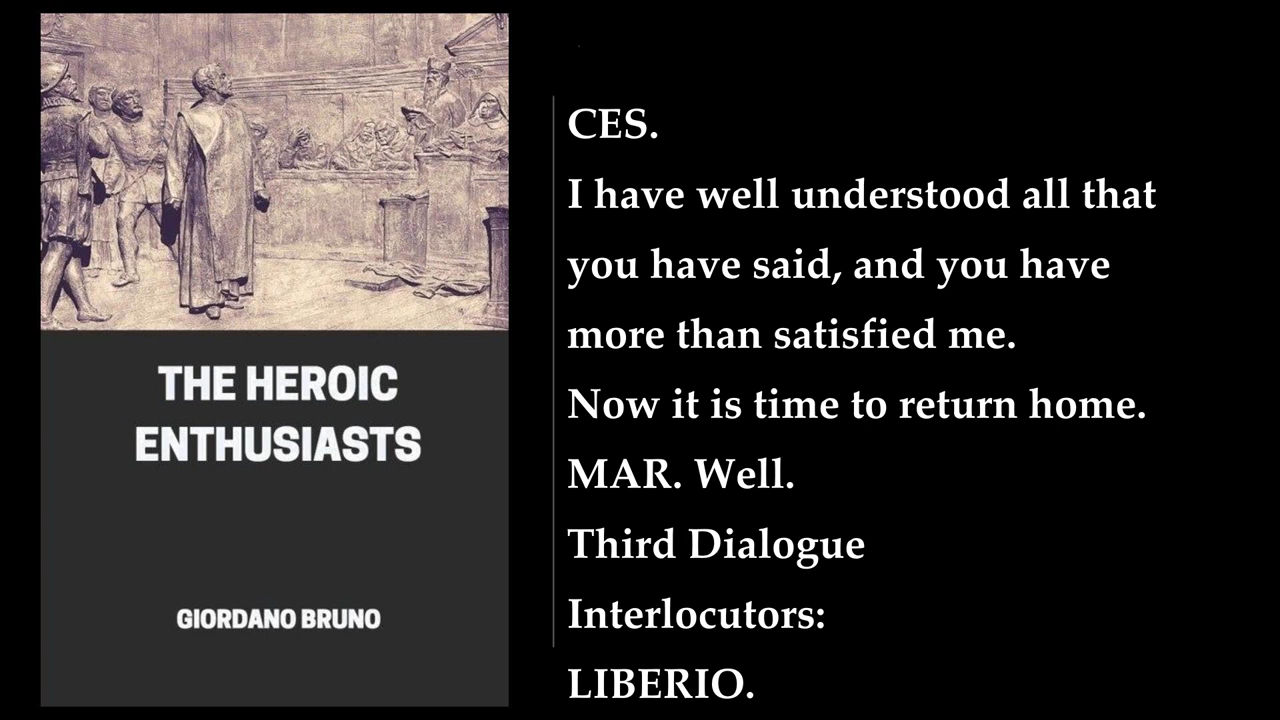 THE HEROIC
ENTHUSIASTS
GIORDANO BRUNO
CES.
I have well understood all that
you have said, and you have
more than satisfied me.
Now it is time to return home.
MAR. Well.
Third Dialogue
Interlocutors:
LIBERIO.